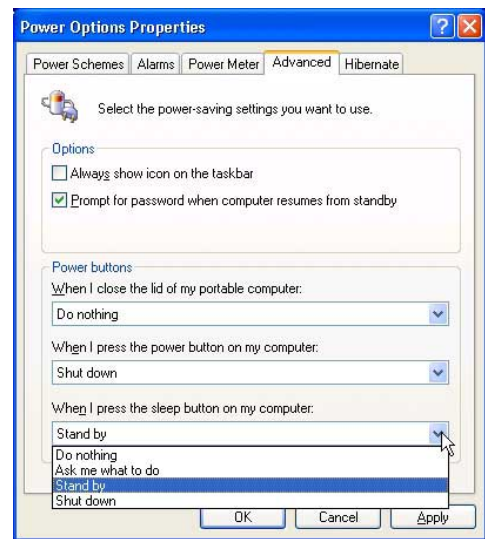 Power Options Properties
Power Schemes Alarms Power Meter Advanced Hibernate
Select the power-saving settings you want to use.
Options
Always show icon on the taskbar
Prompt for password when computer resumes from standby
Power buttons
When I close the lid of my portable computer:
Do nothing
When I press the power button on my computer:
Shut down
When I press the sleep button on my computer:
Stand by
Do nothing
Ask me what to do
Stand by
Shut down
OK Cancel Apply